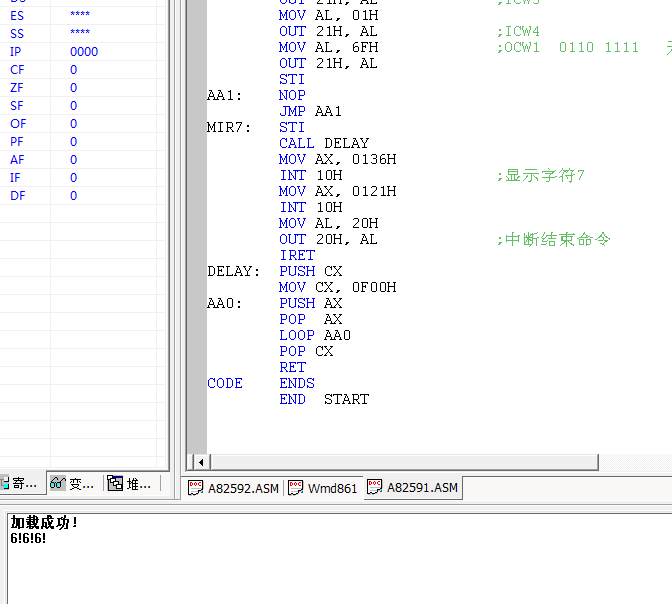 ES ****
SS ****
IP 0000
CF 0
ZF 0
SF 0
OF 0
PF 0
AF 0
IF 0
DF 0
OUT 21H, AL
MOV AL, 01H
OUT 21H, AL ;ICW4
MOV AL, 6FH ;OCW1 0110 1111
OUT 21H, AL
STI
AA1: NOP
JMP AA1
MIR7: STI
CALL DELAY
MOV AX, 0136H
INT 10H ;显示字符7
MOV AX, 0121H
INT 10H
MOV AL, 20H
OUT 20H, AL ;中断结束命令
IRET
DELAY: PUSH CX
MOV CX, 0F00H
AA0: PUSH AX
POP AX
LOOP AA0
POP CX
RET
CODE ENDS
END START
寄... 变... 堆...
A82592.ASM Wmd861 A82591.ASM
加载成功!
6!6!6!